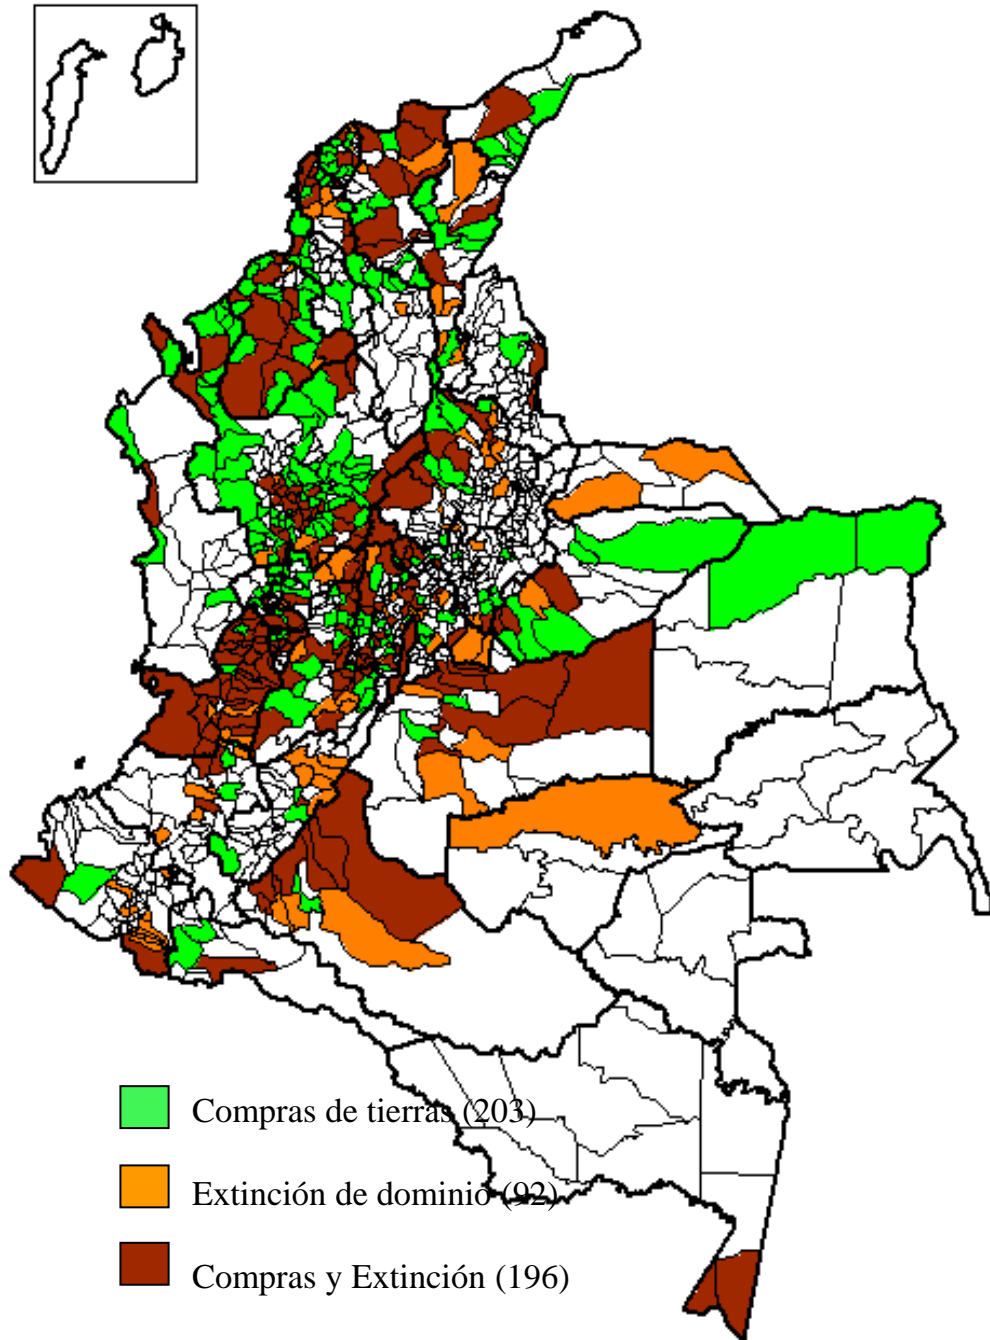 Compras de tierras (203)
Extinción de dominio (92)
Compras y Extinción (196)